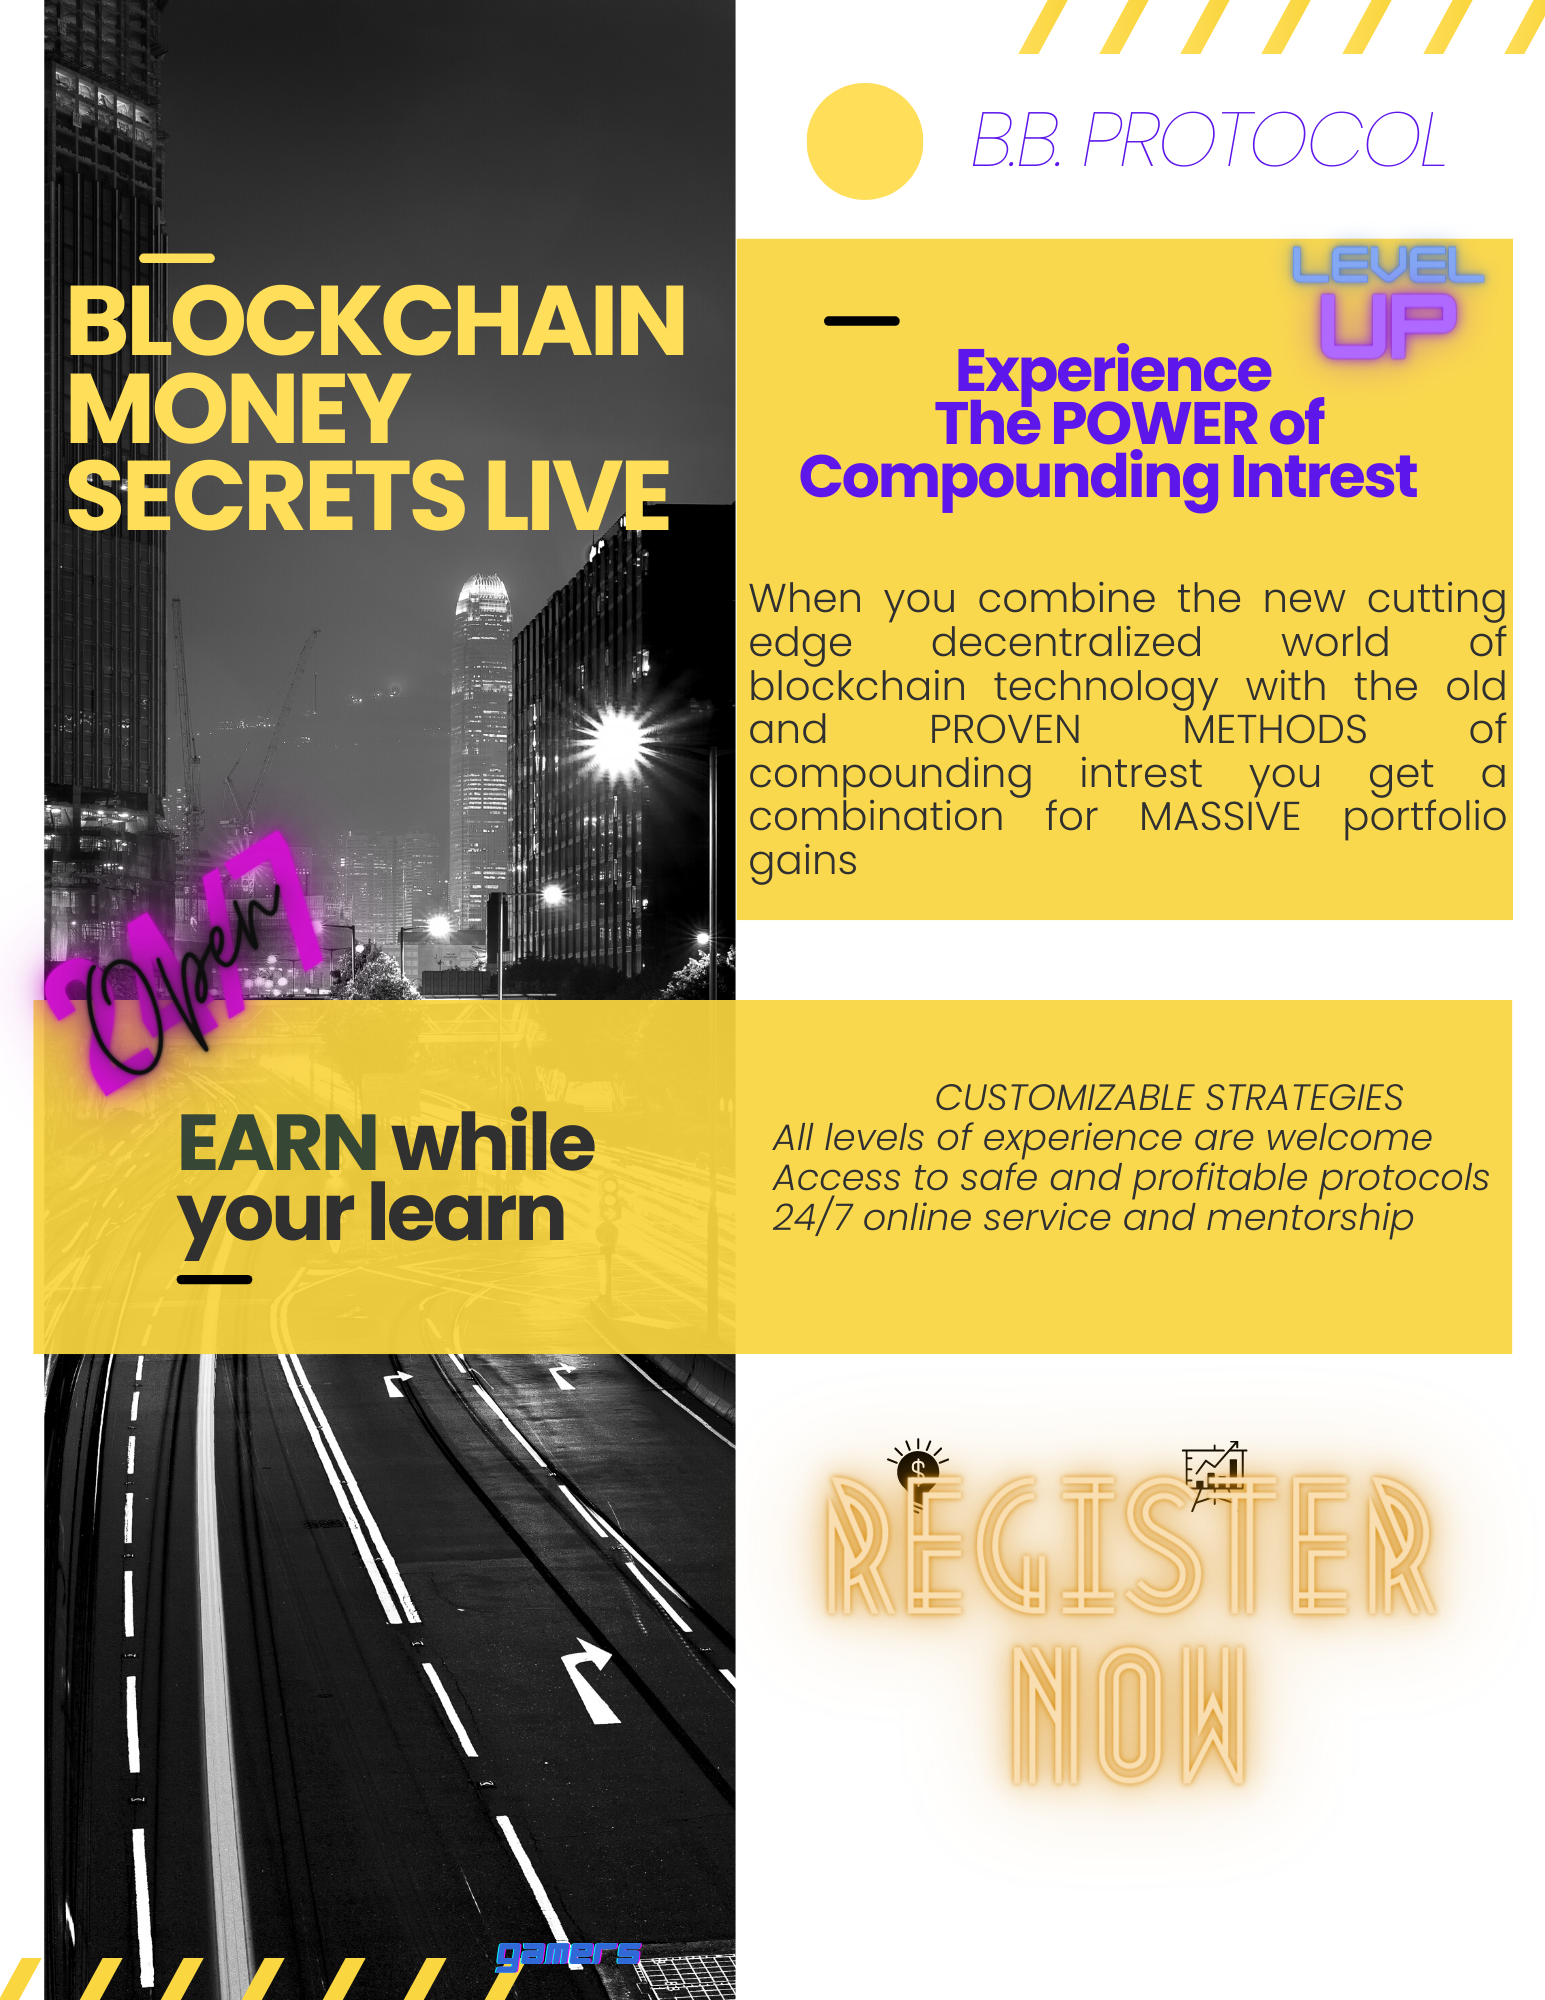 B.B. PROTOCOL
BLOCKCHAIN
MONEY
SECRETS LIVE
LEVEL
UP
Experience
The POWER of
Compounding Intrest
When you combine the new cutting
edge decentralized world of
blockchain technology with the old
and PROVEN METHODS of
compounding intrest you get a
combination for MASSIVE portfolio
gains
24/7
Open
EARN while
your learn
CUSTOMIZABLE STRATEGIES
All levels of experience are welcome
Access to safe and profitable protocols
24/7 online service and mentorship
$
REGISTER
NOW
gamers